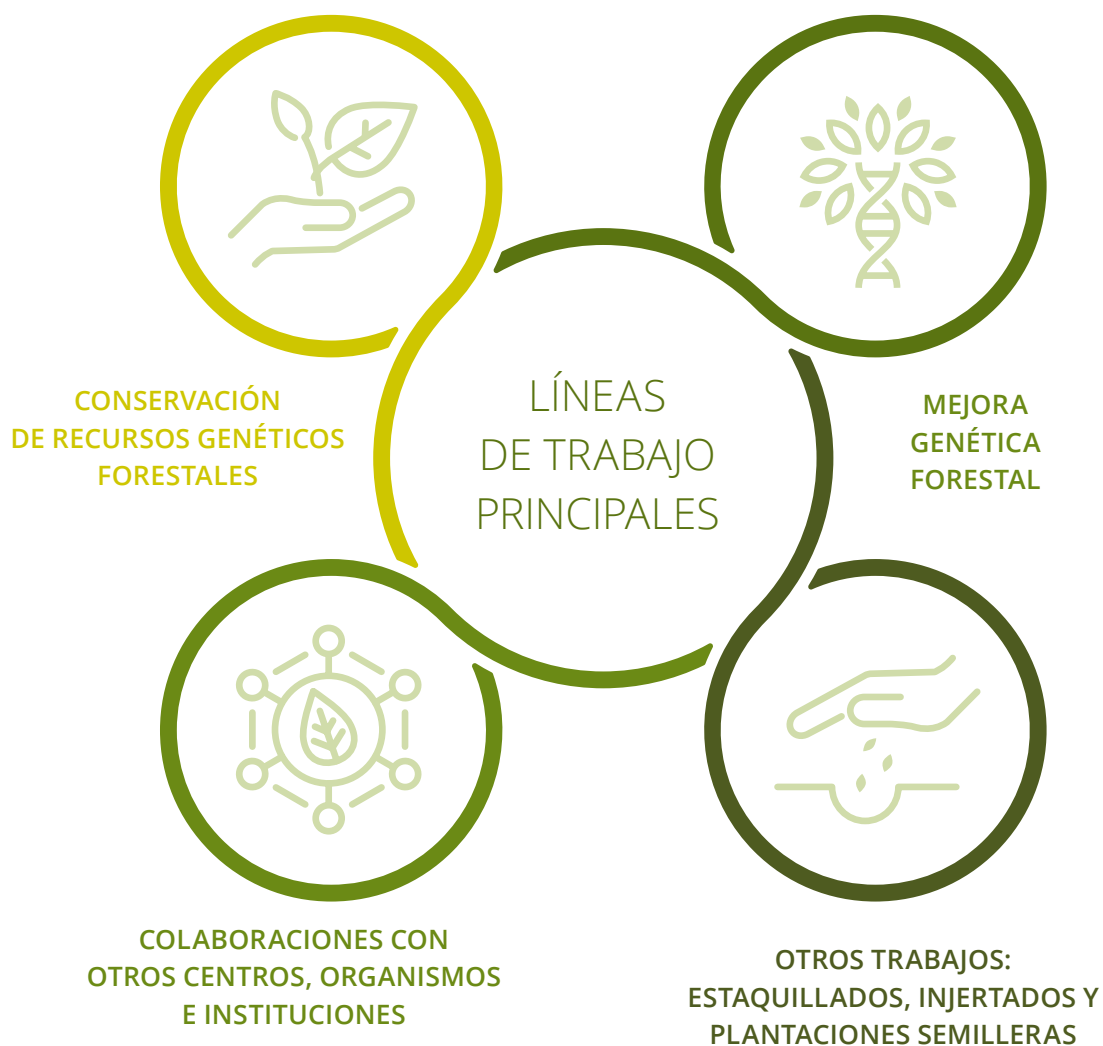 LÍNEAS
DE TRABAJO
PRINCIPALES
CONSERVACIÓN
DE RECURSOS GENÉTICOS
FORESTALES
MEJORA
GENÉTICA
FORESTAL
COLABORACIONES CON
OTROS CENTROS, ORGANISMOS
E INSTITUCIONES
OTROS TRABAJOS:
ESTAQUILLADOS, INJERTADOS Y
PLANTACIONES SEMILLERAS